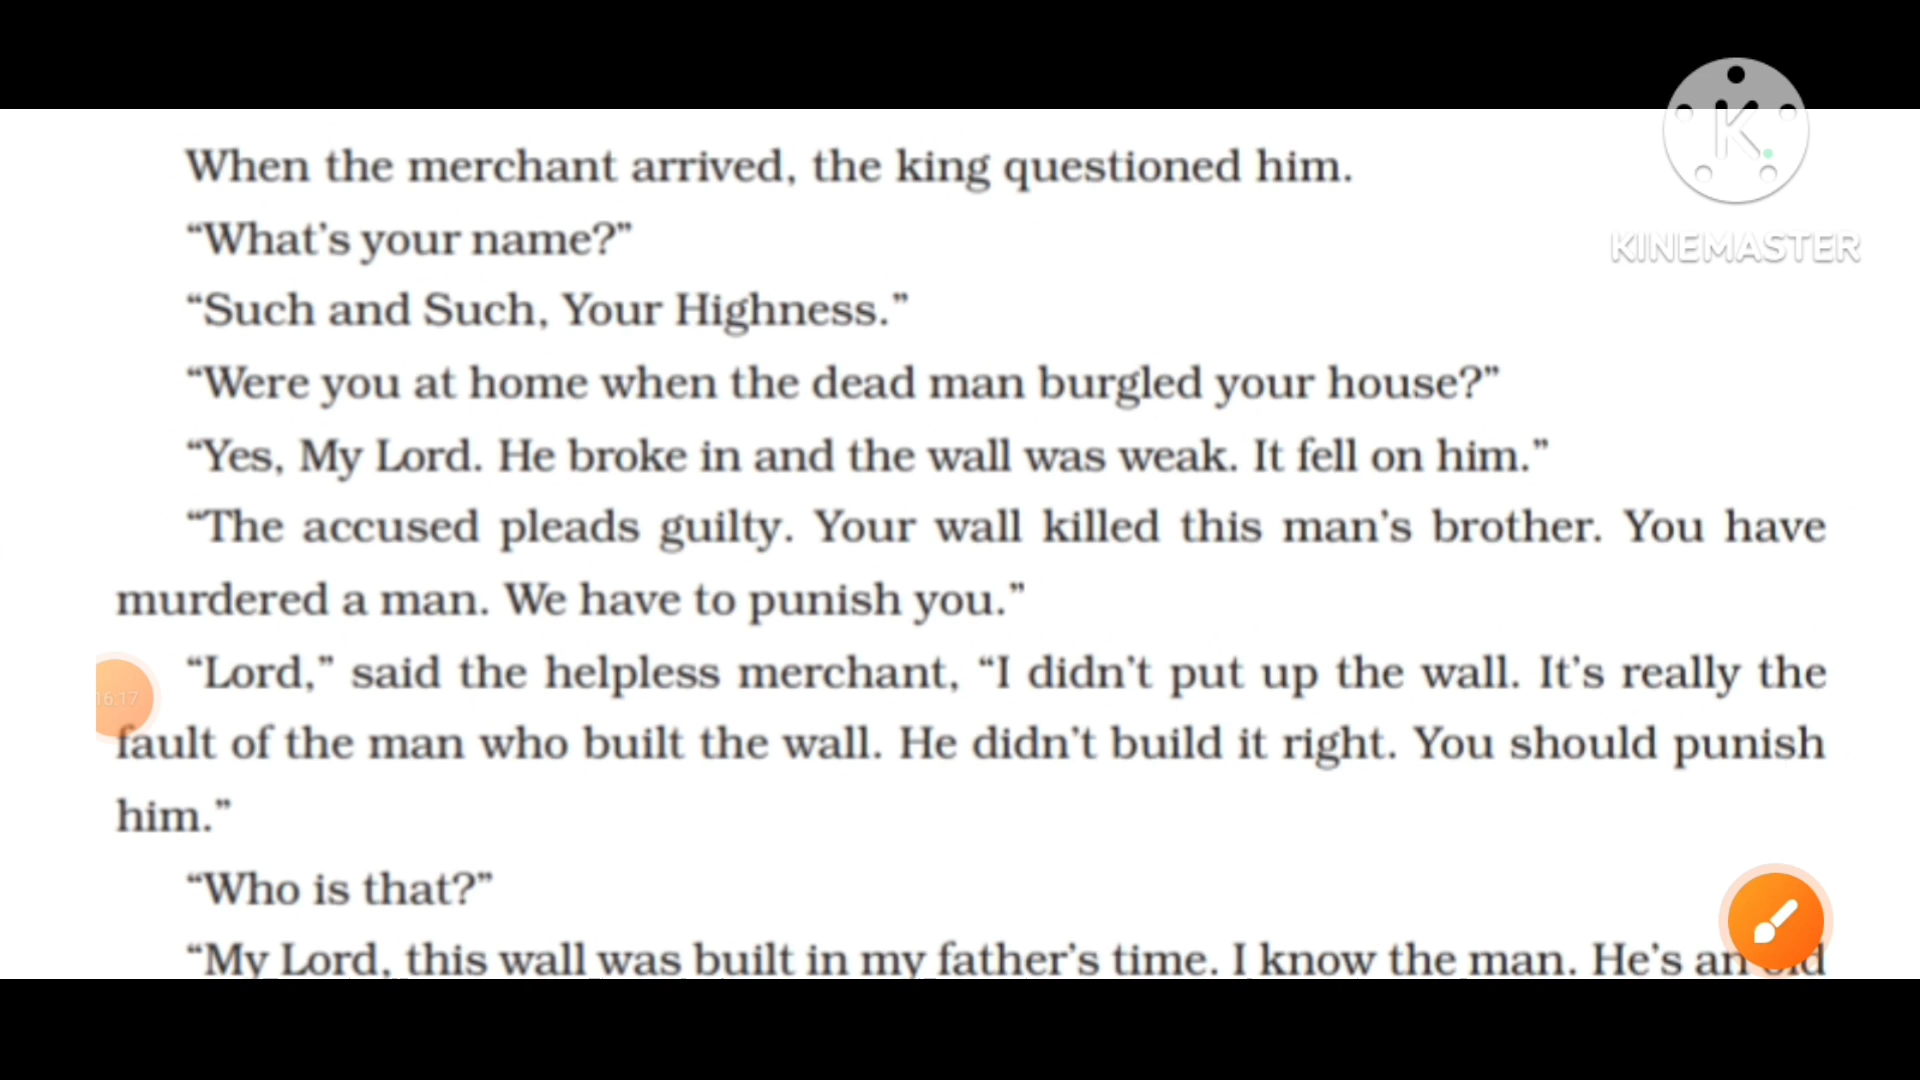 When the merchant arrived, the king questioned him.
“What’s your name?”
“Such and Such, Your Highness.”
“Were you at home when the dead man burgled your house?”
“Yes, My Lord. He broke in and the wall was weak. It fell on him.”
“The accused pleads guilty. Your wall killed this man’s brother. You have
murdered a man. We have to punish you.”
“Lord,” said the helpless merchant, “I didn’t put up the wall. It’s really the
fault of the man who built the wall. He didn’t build it right. You should punish
him.”
“Who is that?”
“My Lord, this wall was built in my father’s time. I know the man. He’s an old
K
KINEMASTER
16:17